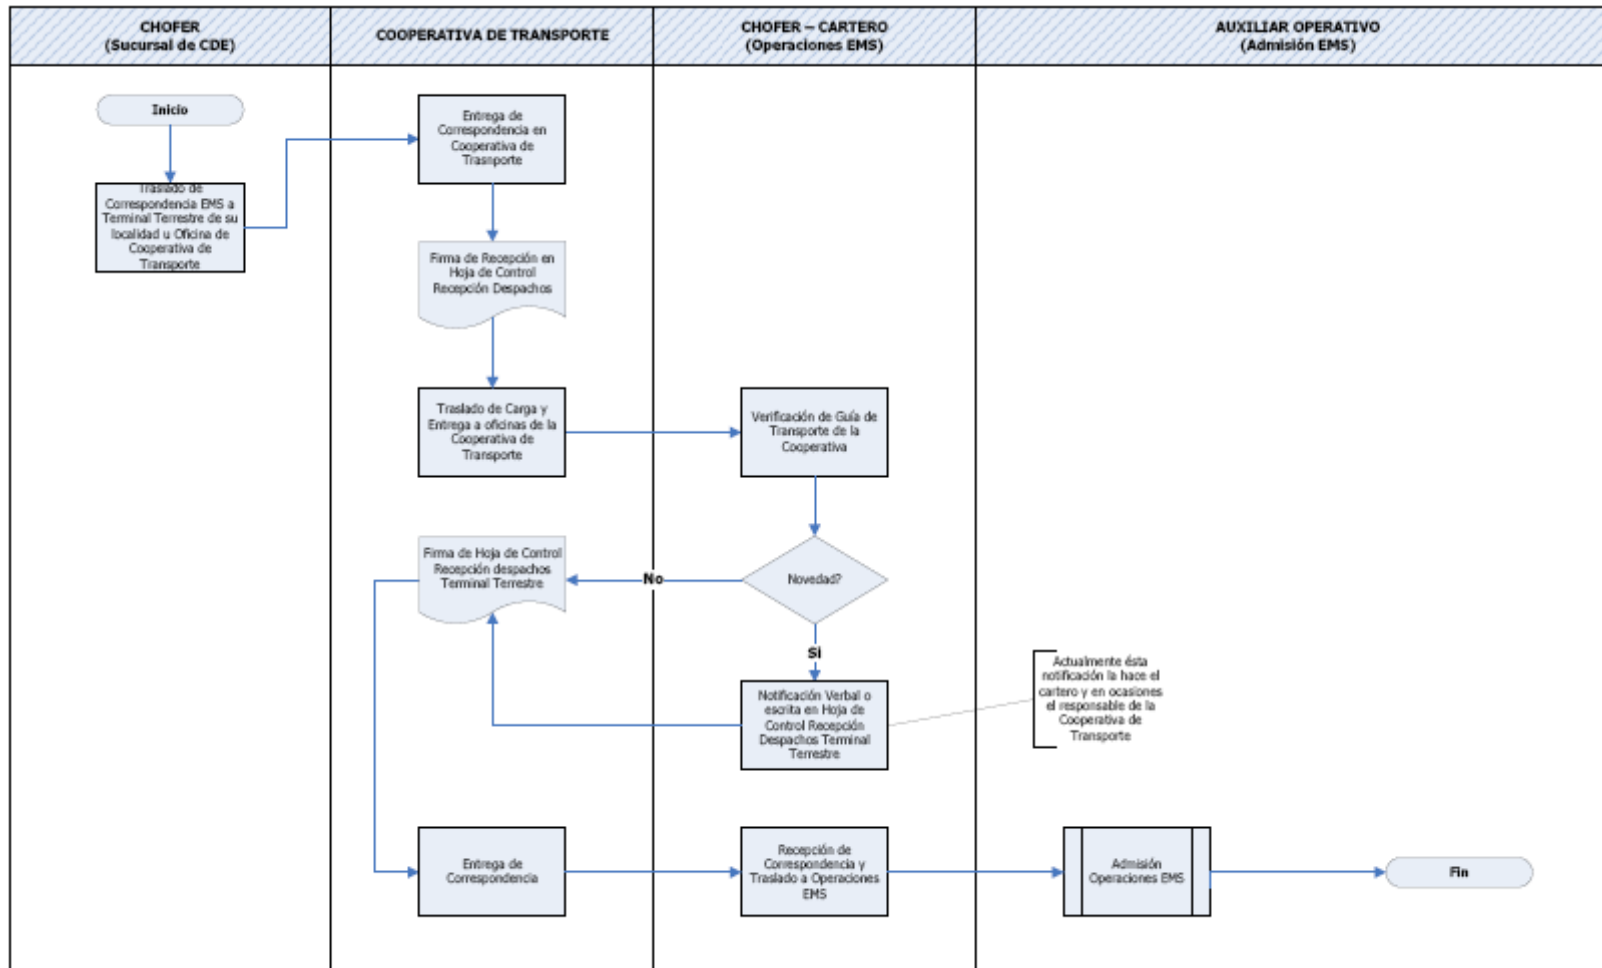 CHOFER
(Sucursal de CDE)
COOPERATIVA DE TRANSPORTE
CHOFER – CARTERO
(Operaciones EMS)
AUXILIAR OPERATIVO
(Admisión EMS)
Inicio
Traslado de
Correspondencia EMS a
Terminal Terrestre de su
localidad u Oficina de
Cooperativa de
Transporte
Entrega de
Correspondencia en
Cooperativa de
Trasnporte
Firma de Recepción en
Hoja de Control
Recepción Despachos
Traslado de Carga y
Entrega a oficinas de la
Cooperativa de
Transporte
Verificación de Guía de
Transporte de la
Cooperativa
Novedad?
No
Firma de Hoja de Control
Recepción despachos
Terminal Terrestre
Si
Notificación Verbal o
escrita en Hoja de
Control Recepción
Despachos Terminal
Terrestre
Actualmente ésta
notificación la hace el
cartero y en ocasiones
el responsable de la
Cooperativa de
Transporte
Entrega de
Correspondencia
Recepción de
Correspondencia y
Traslado a Operaciones
EMS
Admisión
Operaciones EMS
Fin